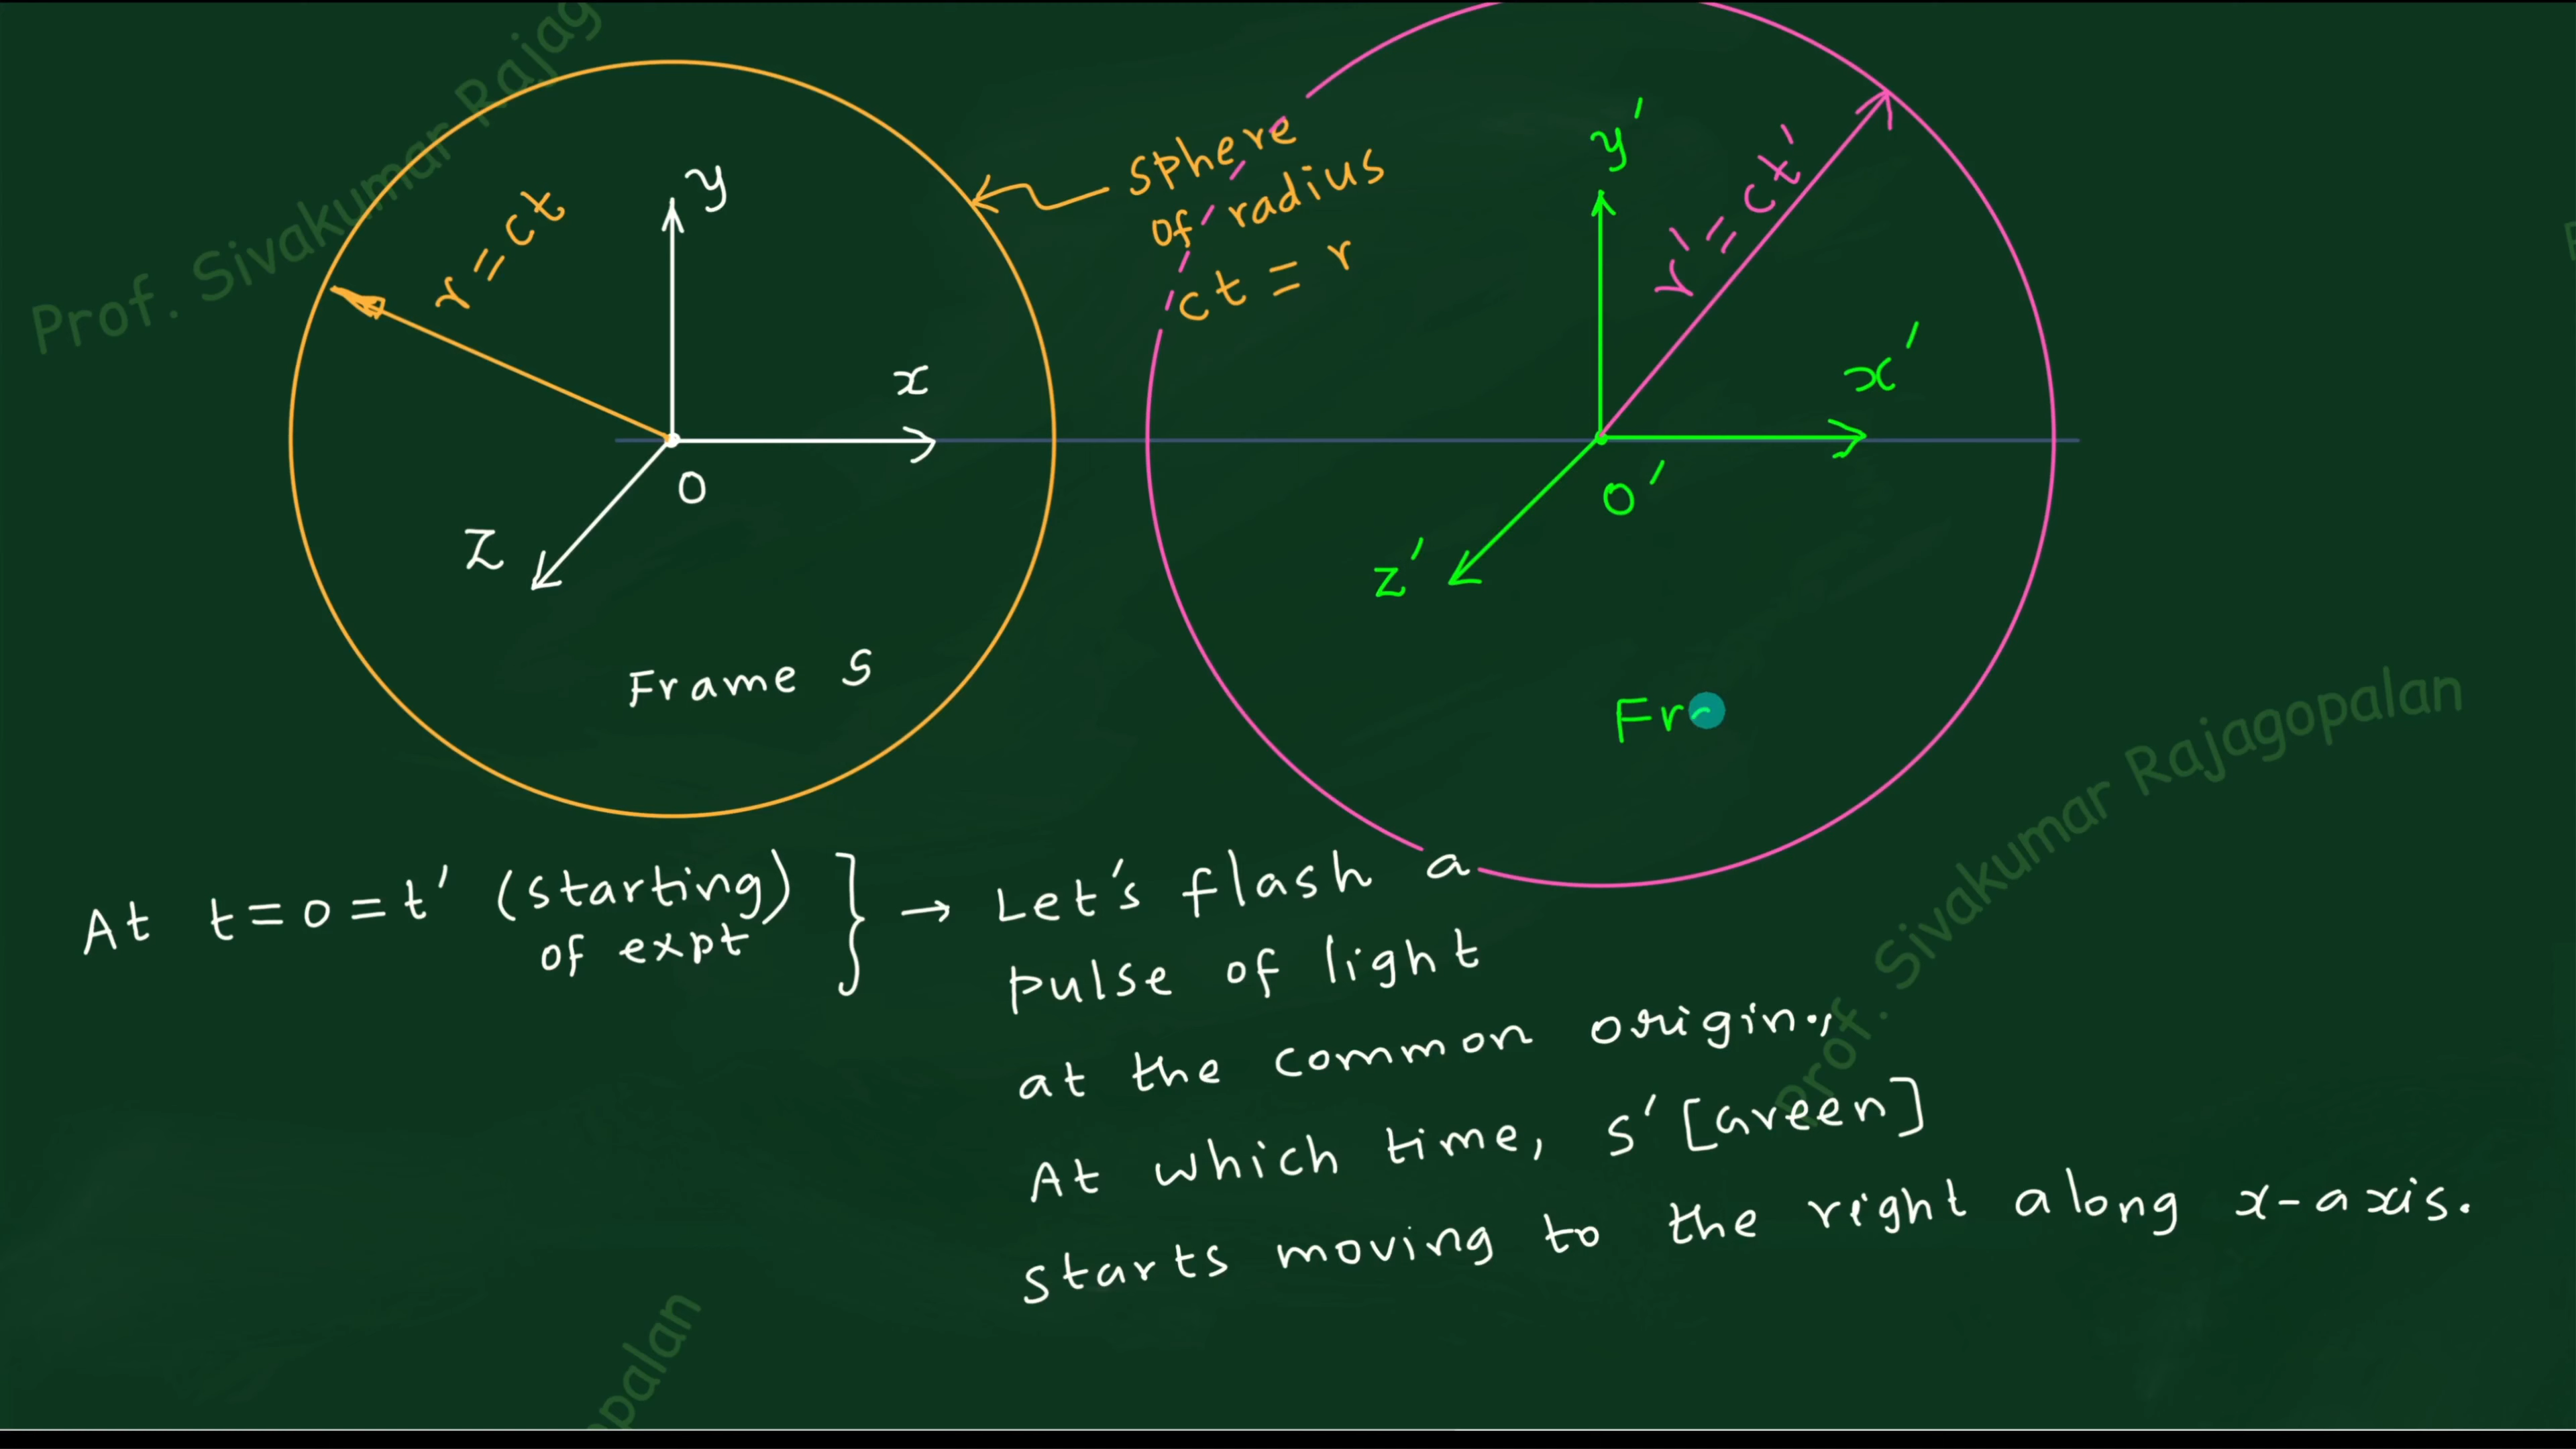 Prof. Sivakumar Rajag
y
r = ct
x
O
Z
Frame S
sphere
of radius
ct = r
y'
r' = ct'
x'
O'
z'
Fr
At t=0=t' (starting)
of expt
} → Let's flash a
pulse of light
at the common origin.,
At which time, S' [Green]
starts moving to the right along x-axis.
Prof. Sivakumar Rajagopalan
opalan